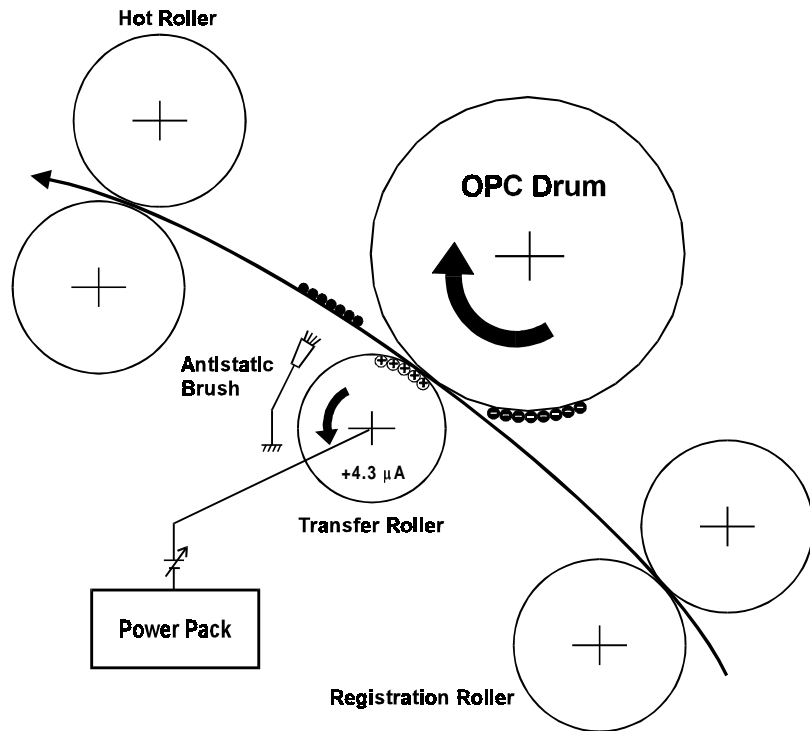 Hot Roller
OPC Drum
Antistatic
Brush
+4.3 μA
Transfer Roller
Power Pack
Registration Roller